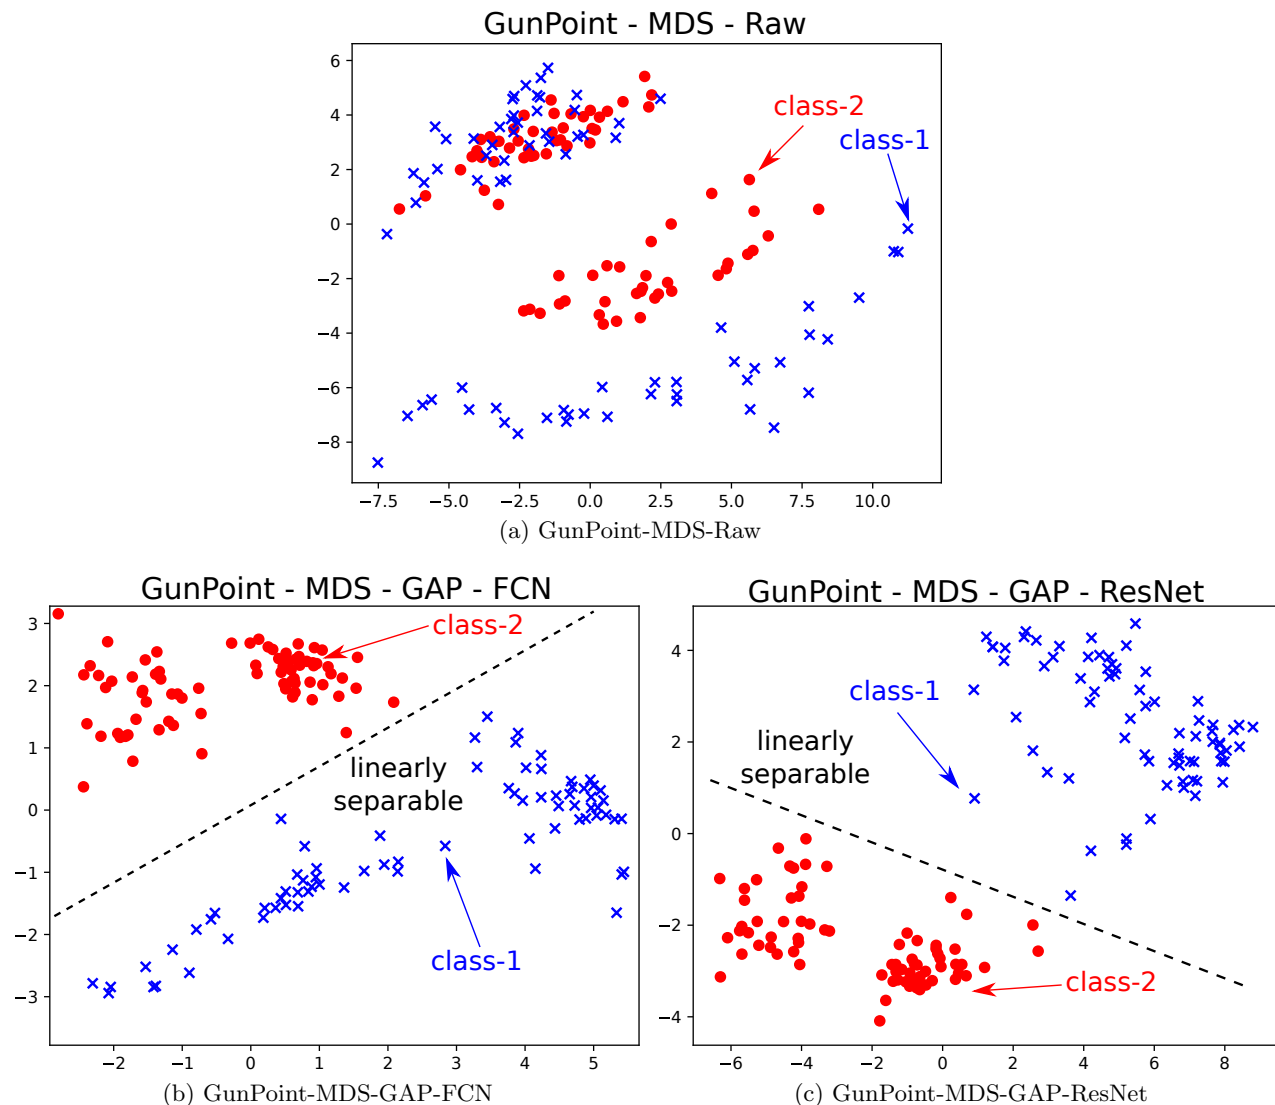 GunPoint - MDS - Raw
6
4
2
0
−2
−4
−6
−8
class-2
class-1
−7.5 −5.0 −2.5 0.0 2.5 5.0 7.5 10.0
(a) GunPoint-MDS-Raw
GunPoint - MDS - GAP - FCN
3
2
1
0
−1
−2
−3
class-2
linearly
separable
class-1
−2 −1 0 1 2 3 4 5
(b) GunPoint-MDS-GAP-FCN
GunPoint - MDS - GAP - ResNet
4
2
0
−2
−4
class-1
linearly
separable
class-2
−6 −4 −2 0 2 4 6 8
(c) GunPoint-MDS-GAP-ResNet